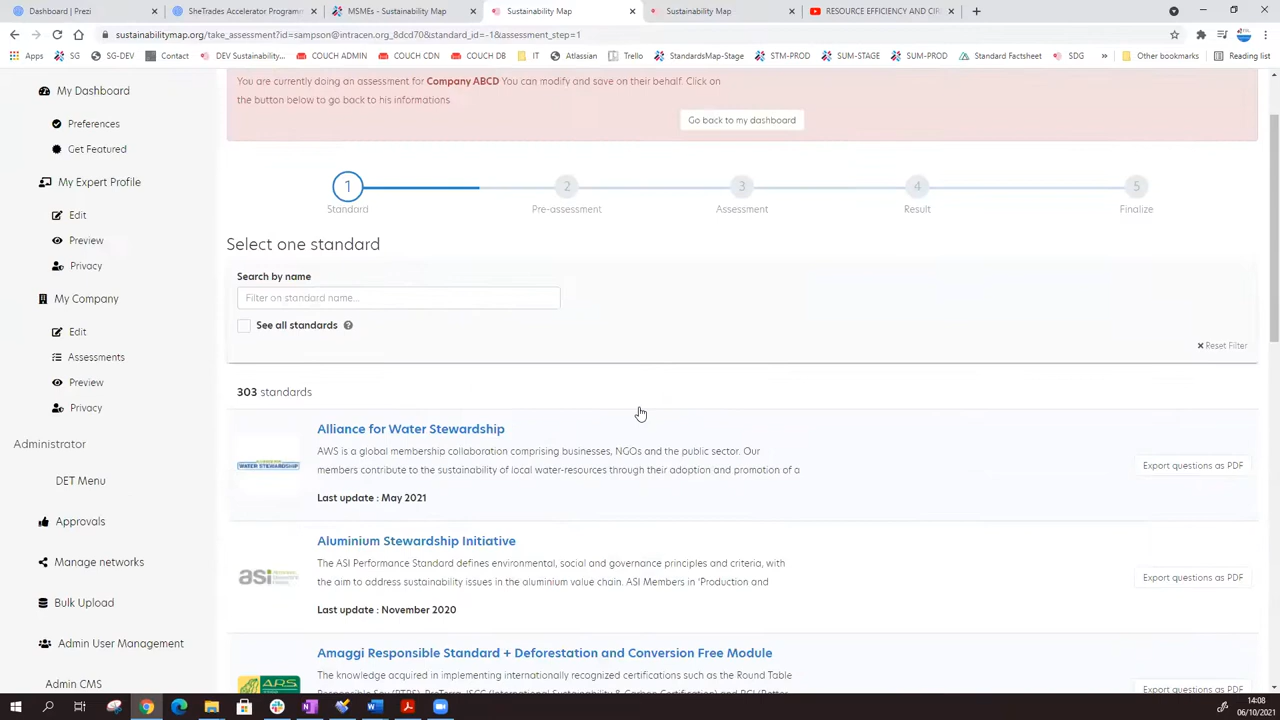 Dashboard | Prezi
SheTrades Accelerator Program
MSMEs - Sustainability Map
Sustainability Map
Sustainability Map
RESOURCE EFFICIENCY AND CIR
sustainabilitymap.org/take_assessment?id=sampson@intracen.org_8dcd70&standard_id=-1&assessment_step=1
Apps
SG
SG-DEV
Contact
DEV Sustainability...
COUCH ADMIN
COUCH CDN
COUCH DB
IT
Atlassian
Trello
StandardsMap-Stage
STM-PROD
SUM-STAGE
SUM-PROD
Standard Factsheet
SDG
»
Other bookmarks
Reading list
You are currently doing an assessment for Company ABCD You can modify and save on their behalf. Click on
the button below to go back to his informations
Go back to my dashboard
My Dashboard
Preferences
Get Featured
My Expert Profile
Edit
Preview
Privacy
My Company
Edit
Assessments
Preview
Privacy
Administrator
DET Menu
Approvals
Manage networks
Bulk Upload
Admin User Management
Admin CMS
1
2
3
4
5
Standard
Pre-assessment
Assessment
Result
Finalize
Select one standard
Search by name
Filter on standard name...
See all standards
Reset Filter
303 standards
Alliance for Water Stewardship
AWS is a global membership collaboration comprising businesses, NGOs and the public sector. Our
members contribute to the sustainability of local water-resources through their adoption and promotion of a
Last update : May 2021
Export questions as PDF
WATER STEWARDSHIP
Aluminium Stewardship Initiative
The ASI Performance Standard defines environmental, social and governance principles and criteria, with
the aim to address sustainability issues in the aluminium value chain. ASI Members in 'Production and
Last update : November 2020
Export questions as PDF
asi
Amaggi Responsible Standard + Deforestation and Conversion Free Module
The knowledge acquired in implementing internationally recognized certifications such as the Round Table
Export questions as PDF
ARS
14:08
06/10/2021